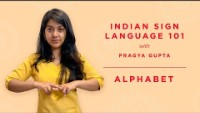 INDIAN SIGN
LANGUAGE 101
with
PRAGYA GUPTA
ALPHABET